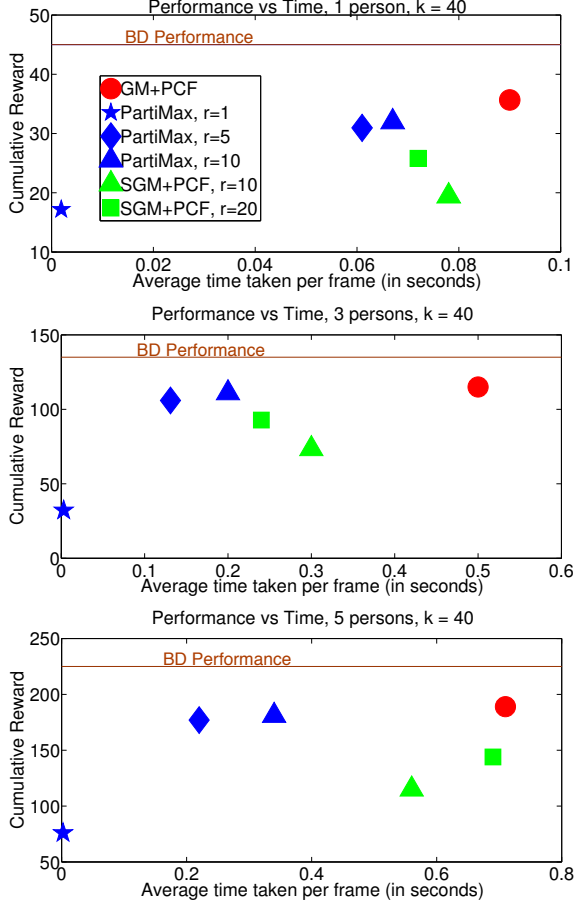 Performance vs Time, 1 person, k = 40
50
BD Performance
40
GM+PCF
PartiMax, r=1
30
PartiMax, r=5
PartiMax, r=10
20
SGM+PCF, r=10
SGM+PCF, r=20
10
Cumulative Reward
0 0.02 0.04 0.06 0.08 0.1
Average time taken per frame (in seconds)
Performance vs Time, 3 persons, k = 40
150
BD Performance
100
50
0
Cumulative Reward
0 0.1 0.2 0.3 0.4 0.5 0.6
Average time taken per frame (in seconds)
Performance vs Time, 5 persons, k = 40
250
BD Performance
200
150
100
50
Cumulative Reward
0 0.2 0.4 0.6 0.8
Average time taken per frame (in seconds)